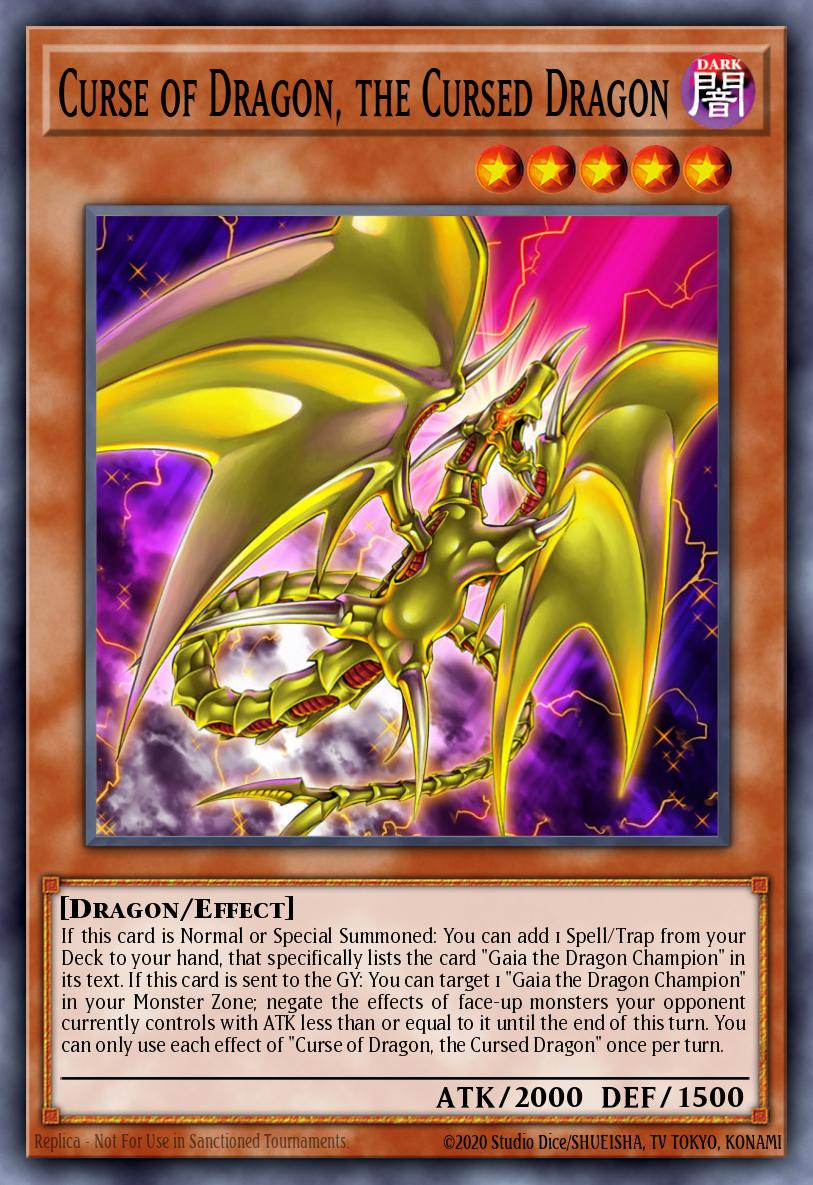 CURSE OF DRAGON, THE CURSED DRAGON
DARK
闇
[DRAGON/EFFECT]
If this card is Normal or Special Summoned: You can add 1 Spell/Trap from your
Deck to your hand, that specifically lists the card "Gaia the Dragon Champion" in
its text. If this card is sent to the GY: You can target 1 "Gaia the Dragon Champion"
in your Monster Zone; negate the effects of face-up monsters your opponent
currently controls with ATK less than or equal to it until the end of this turn. You
can only use each effect of "Curse of Dragon, the Cursed Dragon" once per turn.
ATK/2000 DEF/1500
Replica - Not For Use in Sanctioned Tournaments.
©2020 Studio Dice/SHUEISHA, TV TOKYO, KONAMI